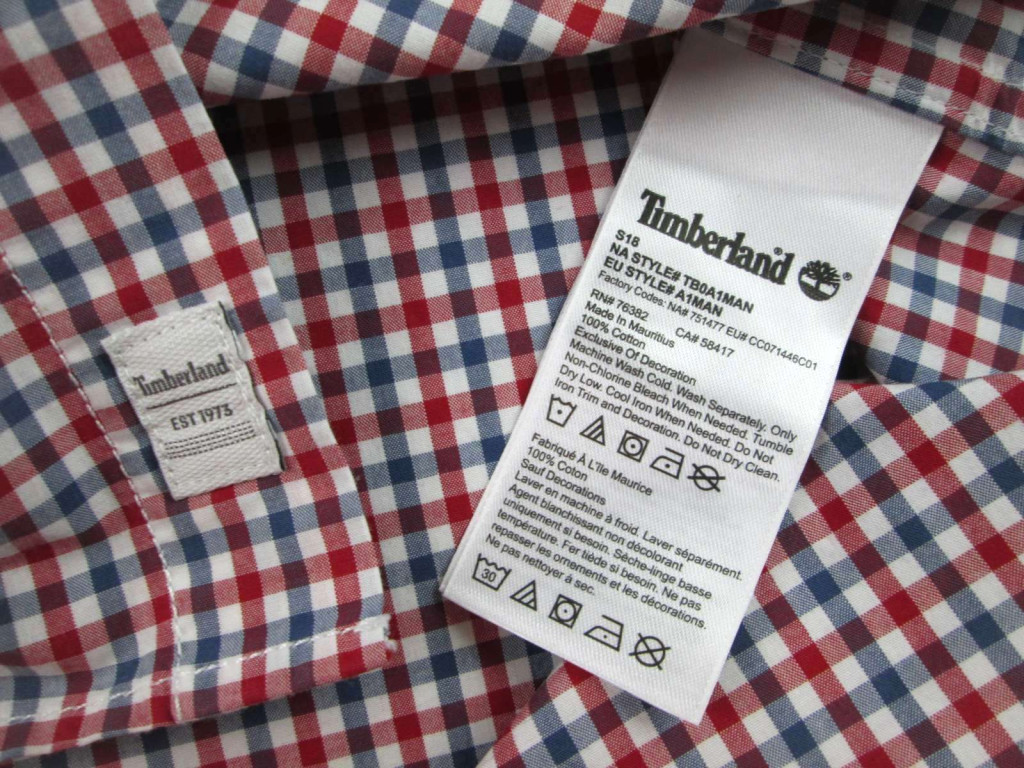 Timberland
EST 1973
Timberland ®
S18
NA STYLE# TB0A1MAN
EU STYLE# A1MAN
Factory Codes: NA# 751477 EU# CC071446C01
RN# 76382 CA# 58417
Made In Mauritius
100% Cotton
Exclusive Of Decoration
Machine Wash Cold. Wash Separately. Only
Non-Chlorine Bleach When Needed. Tumble
Dry Low. Cool Iron When Needed. Do Not
Iron Trim and Decoration. Do Not Dry Clean.
Fabriqué À L'île Maurice
100% Coton
Sauf Decorations
Laver en machine à froid. Laver séparément.
Agent blanchissant non décolorant
uniquement si besoin. Sèche-linge basse
température. Fer tiède si besoin. Ne pas
repasser les ornements et les décorations.
Ne pas nettoyer à sec.
30